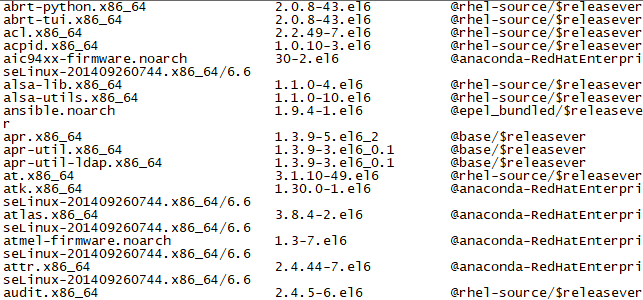 abrt-python.x86_64 2.0.8-43.el6 @rhel-source/$releasever
abrt-tui.x86_64 2.0.8-43.el6 @rhel-source/$releasever
acl.x86_64 2.2.49-7.el6 @rhel-source/$releasever
acpid.x86_64 1.0.10-3.el6 @rhel-source/$releasever
aic94xx-firmware.noarch 30-2.el6 @anaconda-RedHatEnterpri
seLinux-201409260744.x86_64/6.6
alsa-lib.x86_64 1.1.0-4.el6 @rhel-source/$releasever
alsa-utils.x86_64 1.1.0-10.el6 @rhel-source/$releasever
ansible.noarch 1.9.4-1.el6 @epel_bundled/$releaseve
r
apr.x86_64 1.3.9-5.el6_2 @base/$releasever
apr-util.x86_64 1.3.9-3.el6_0.1 @base/$releasever
apr-util-ldap.x86_64 1.3.9-3.el6_0.1 @base/$releasever
at.x86_64 3.1.10-49.el6 @rhel-source/$releasever
atk.x86_64 1.30.0-1.el6 @anaconda-RedHatEnterpri
seLinux-201409260744.x86_64/6.6
atlas.x86_64 3.8.4-2.el6 @anaconda-RedHatEnterpri
seLinux-201409260744.x86_64/6.6
atmel-firmware.noarch 1.3-7.el6 @anaconda-RedHatEnterpri
seLinux-201409260744.x86_64/6.6
attr.x86_64 2.4.44-7.el6 @anaconda-RedHatEnterpri
seLinux-201409260744.x86_64/6.6
audit.x86_64 2.4.5-6.el6 @rhel-source/$releasever